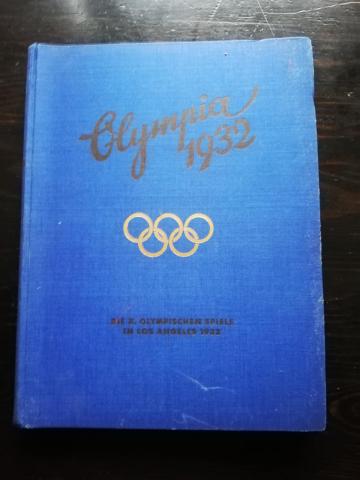 Olympia
1932
DIE X. OLYMPISCHEN SPIELE
IN LOS ANGELES 1932